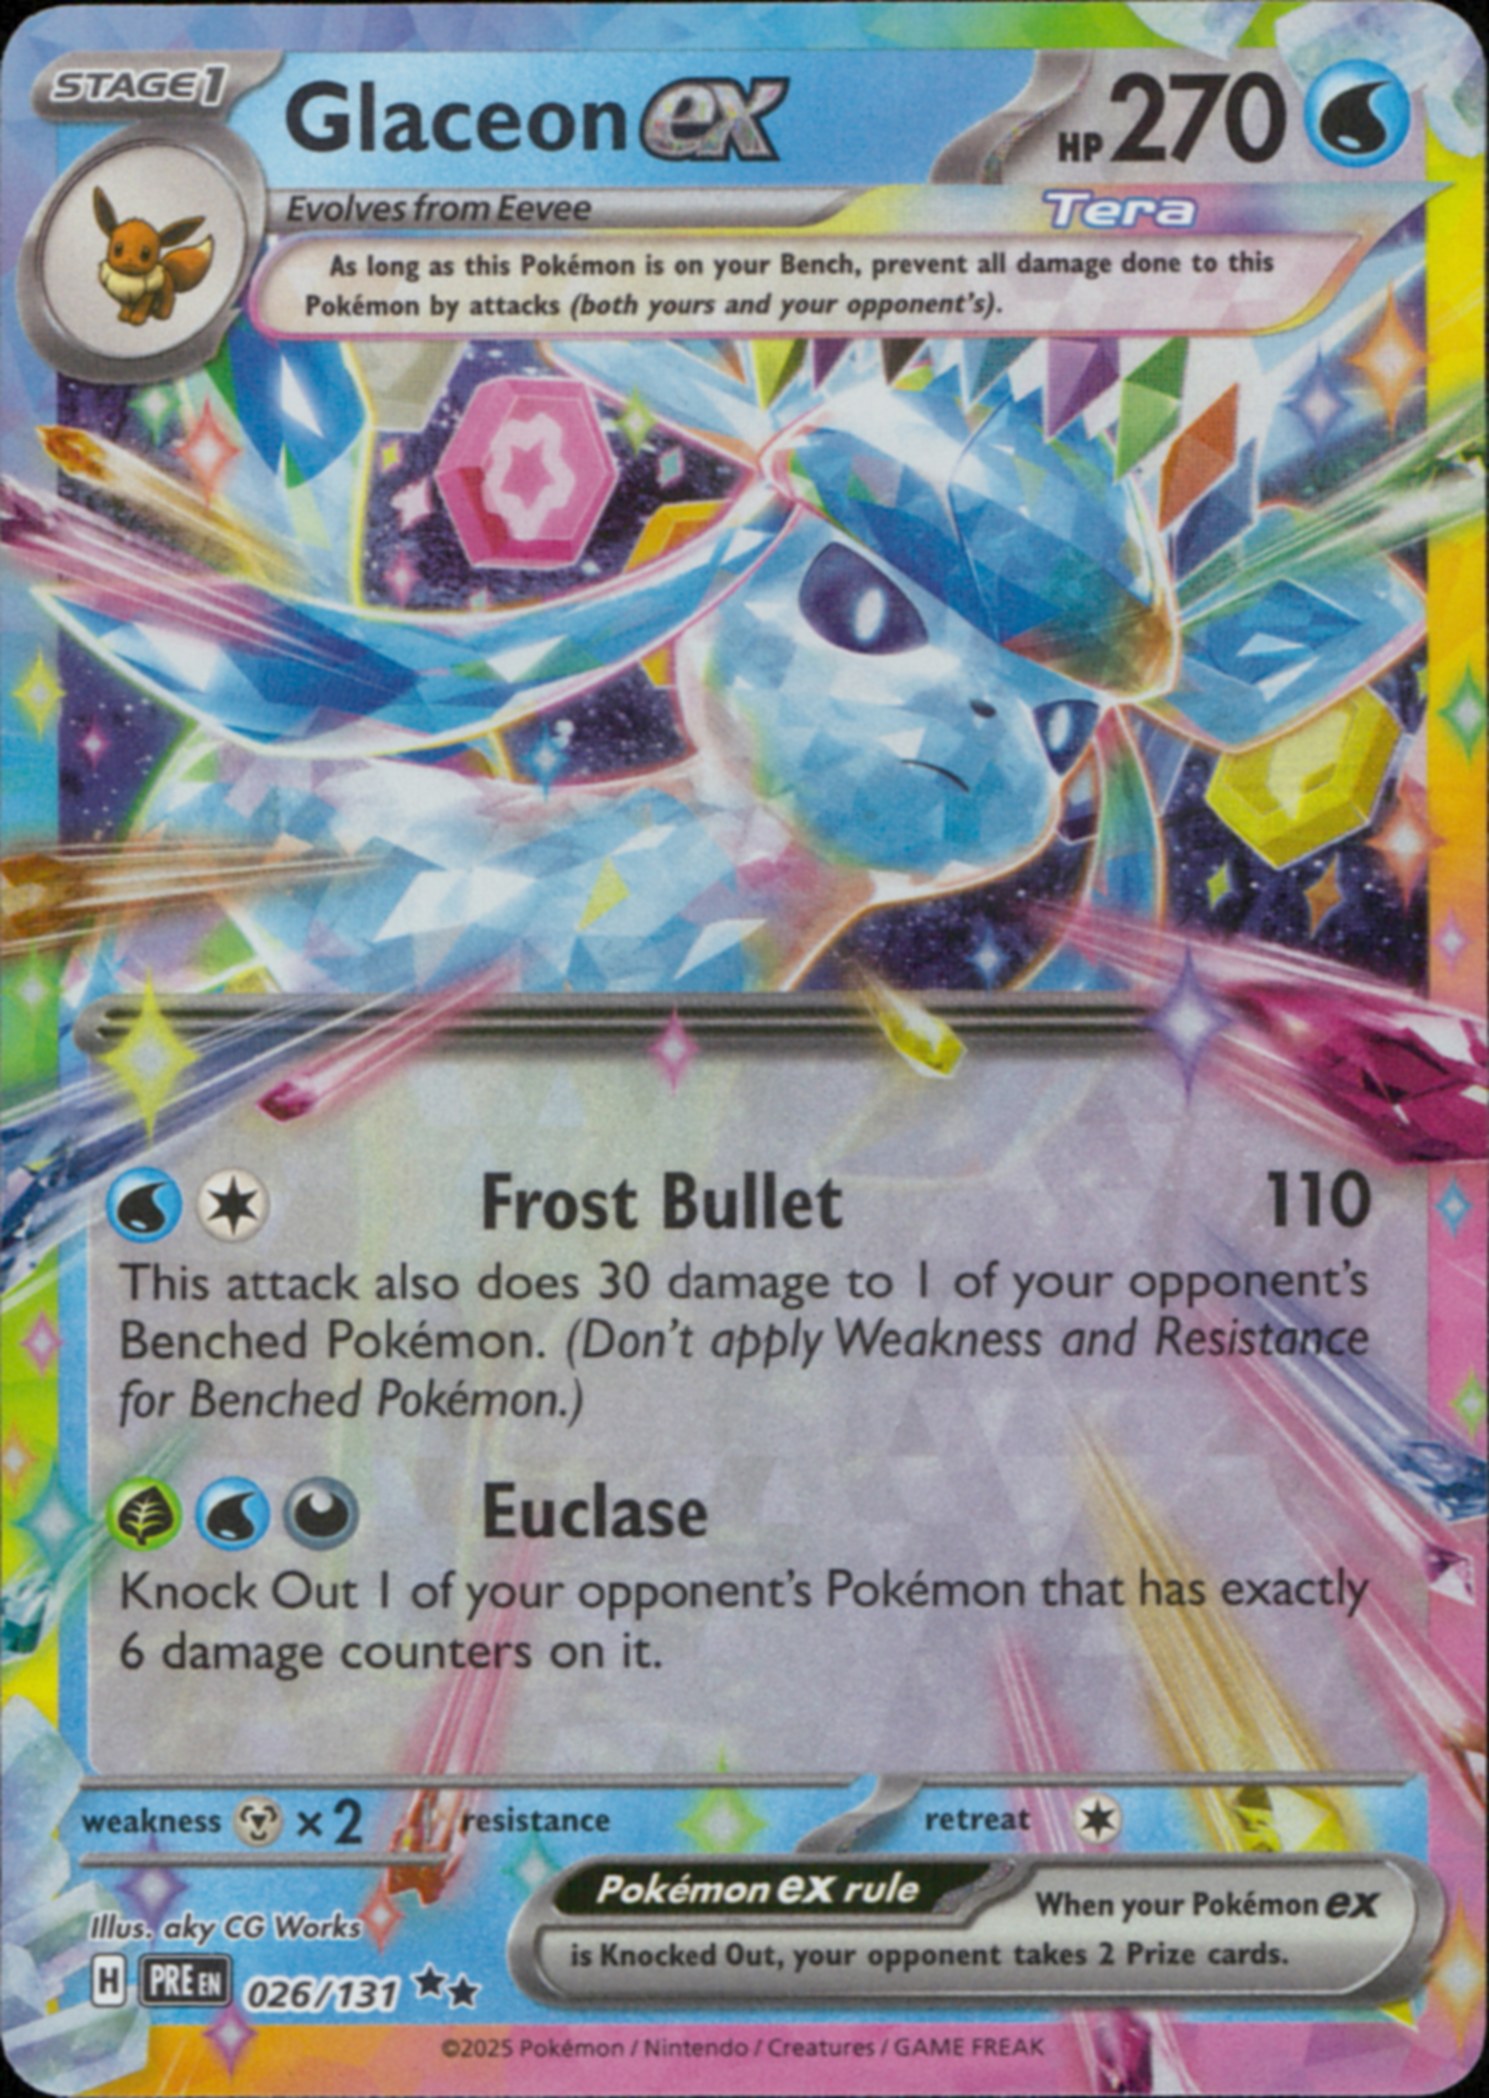 STAGE1
Glaceon ex
HP 270
Evolves from Eevee
Tera
As long as this Pokémon is on your Bench, prevent all damage done to this
Pokémon by attacks (both yours and your opponent's).
Frost Bullet 110
This attack also does 30 damage to 1 of your opponent's
Benched Pokémon. (Don't apply Weakness and Resistance
for Benched Pokémon.)
Euclase
Knock Out 1 of your opponent's Pokémon that has exactly
6 damage counters on it.
weakness ×2 resistance retreat
Pokémon ex rule When your Pokémon ex
is Knocked Out, your opponent takes 2 Prize cards.
Illus. aky CG Works
H PRE EN 026/131
©2025 Pokémon / Nintendo / Creatures / GAME FREAK